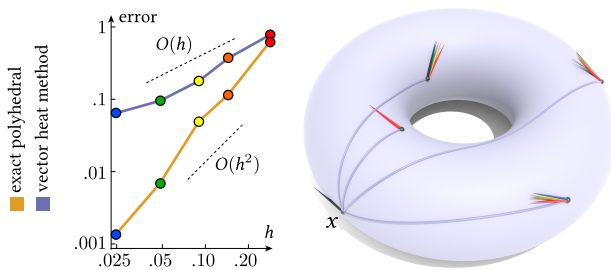 error
1
.1
.01
.001
O(h)
O(h²)
h
.025 .05 .10 .20
exact polyhedral
vector heat method
x